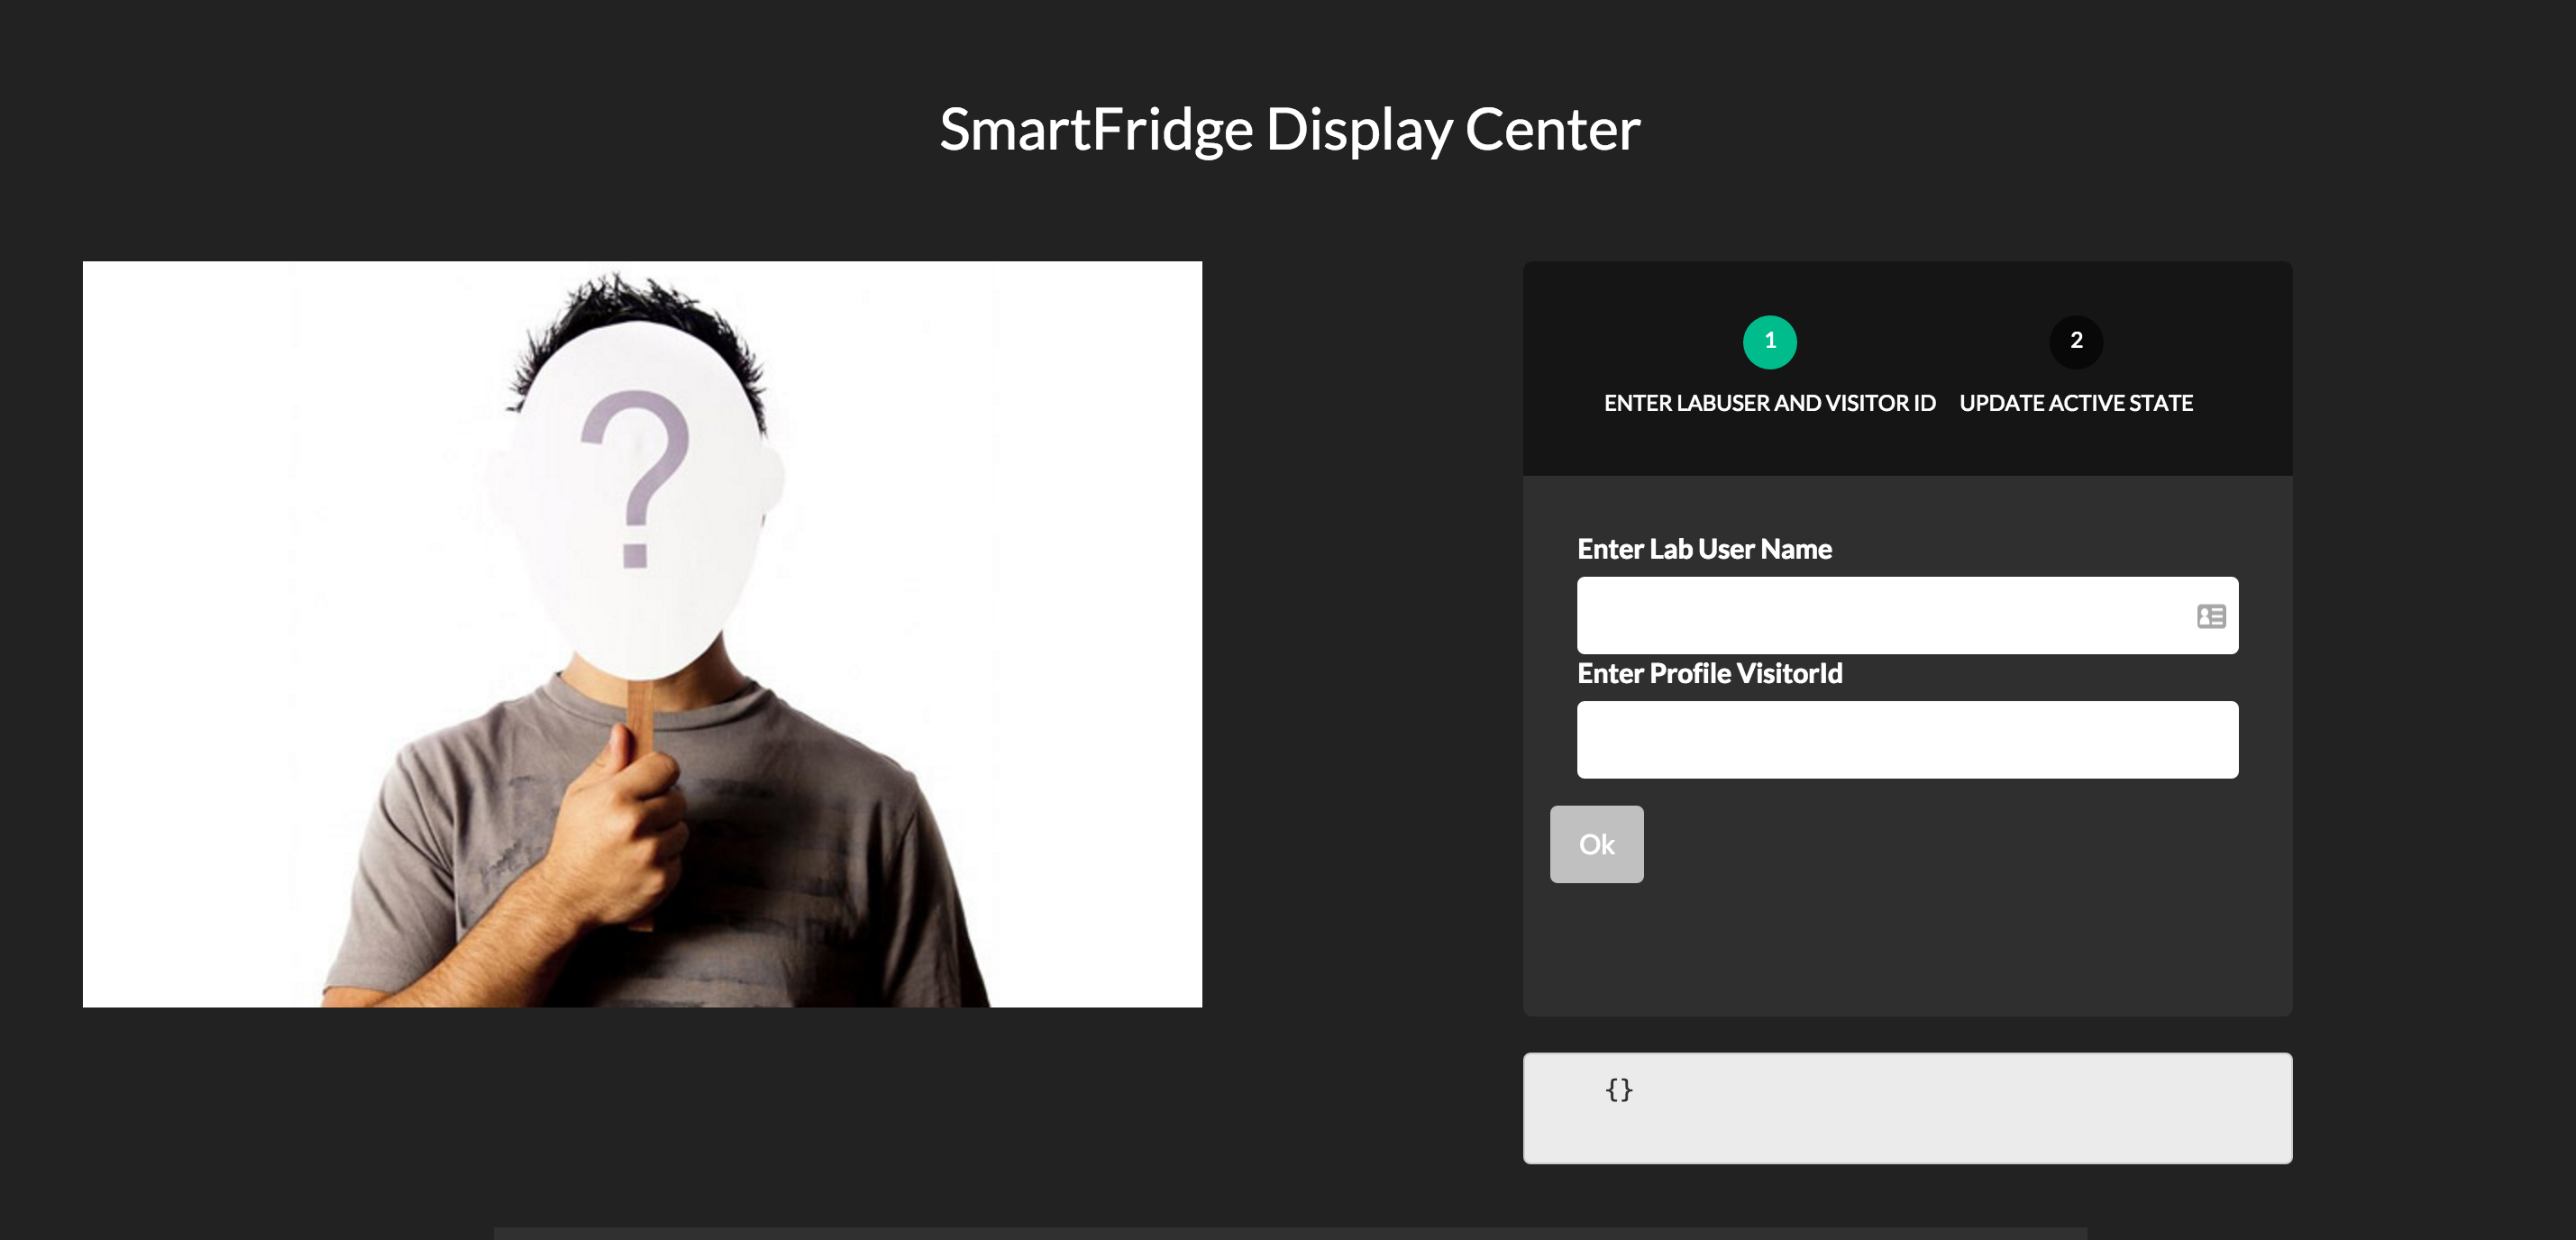 SmartFridge Display Center
?
1
2
ENTER LABUSER AND VISITOR ID
UPDATE ACTIVE STATE
Enter Lab User Name
Enter Profile VisitorId
Ok
{}